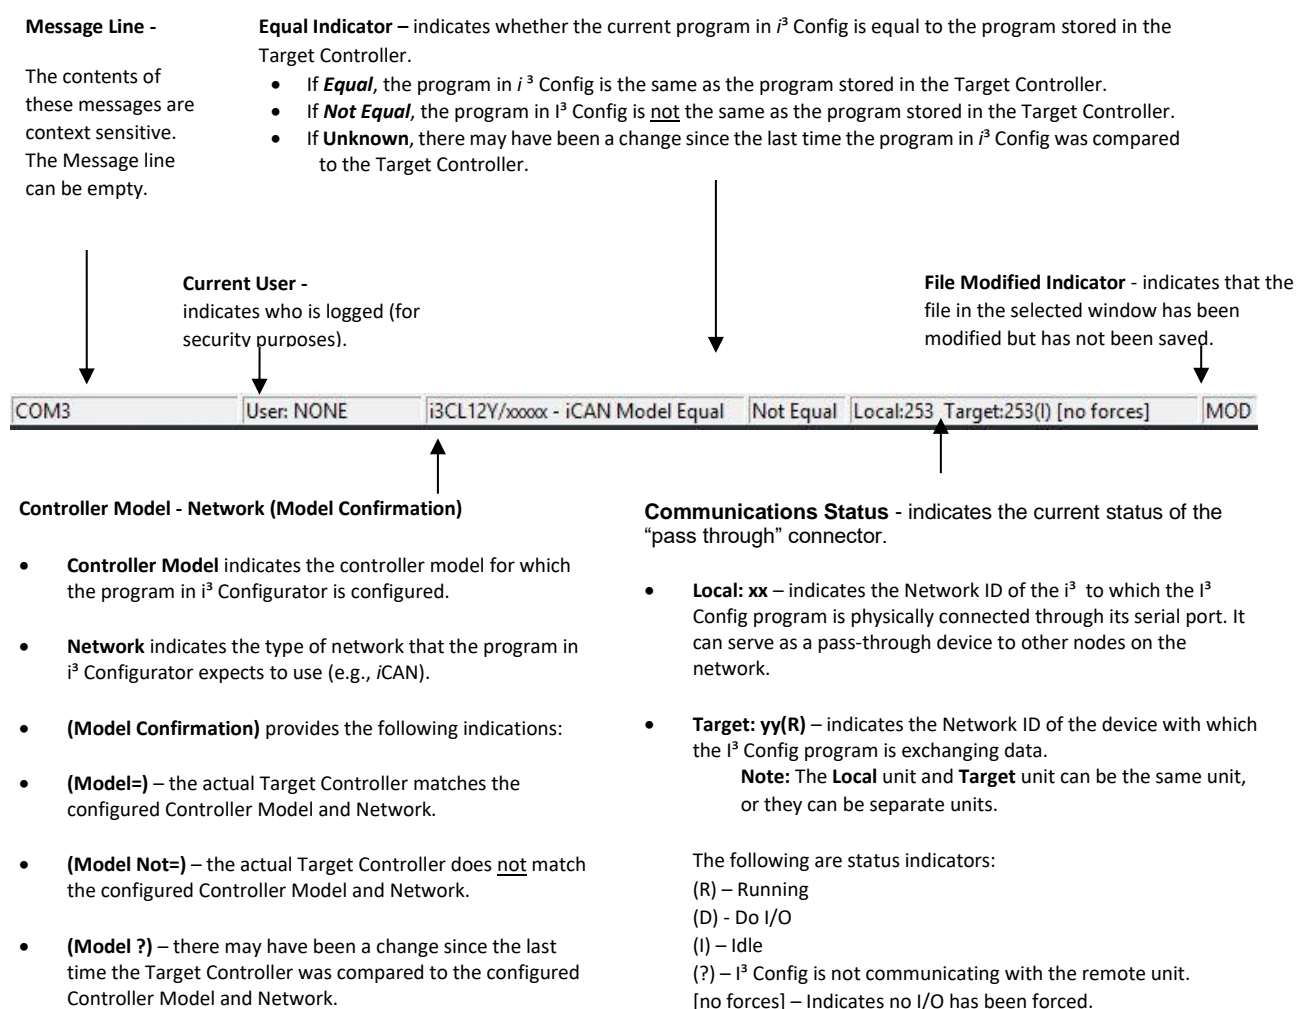 Message Line -
The contents of
these messages are
context sensitive.
The Message line
can be empty.
Equal Indicator – indicates whether the current program in i³ Config is equal to the program stored in the
Target Controller.
• If Equal, the program in i ³ Config is the same as the program stored in the Target Controller.
• If Not Equal, the program in I³ Config is not the same as the program stored in the Target Controller.
• If Unknown, there may have been a change since the last time the program in i³ Config was compared
to the Target Controller.
Current User -
indicates who is logged (for
security purposes).
File Modified Indicator - indicates that the
file in the selected window has been
modified but has not been saved.
COM3 User: NONE i3CL12Y/xxxxx - iCAN Model Equal Not Equal Local:253 Target:253(I) [no forces] MOD
Controller Model - Network (Model Confirmation)
• Controller Model indicates the controller model for which
the program in i³ Configurator is configured.
• Network indicates the type of network that the program in
i³ Configurator expects to use (e.g., iCAN).
• (Model Confirmation) provides the following indications:
• (Model=) – the actual Target Controller matches the
configured Controller Model and Network.
• (Model Not=) – the actual Target Controller does not match
the configured Controller Model and Network.
• (Model ?) – there may have been a change since the last
time the Target Controller was compared to the configured
Controller Model and Network.
Communications Status - indicates the current status of the
“pass through” connector.
• Local: xx – indicates the Network ID of the i³ to which the I³
Config program is physically connected through its serial port. It
can serve as a pass-through device to other nodes on the
network.
• Target: yy(R) – indicates the Network ID of the device with which
the I³ Config program is exchanging data.
Note: The Local unit and Target unit can be the same unit,
or they can be separate units.
The following are status indicators:
(R) – Running
(D) - Do I/O
(I) – Idle
(?) – I³ Config is not communicating with the remote unit.
[no forces] – Indicates no I/O has been forced.